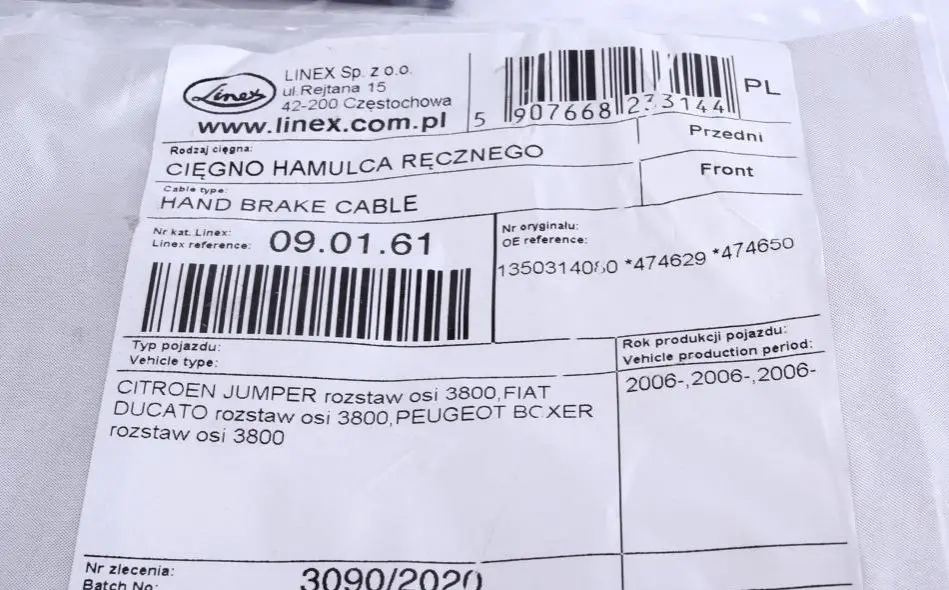 Linex
LINEX Sp. z o.o.
ul.Rejtana 15
42-200 Częstochowa
www.linex.com.pl
5 907668 233144
PL
Rodzaj cięgna:
CIĘGNO HAMULCA RĘCZNEGO
Przedni
Cable type:
HAND BRAKE CABLE
Front
Nr kat. Linex:
Linex reference:
09.01.61
Nr oryginału:
OE reference:
1350314080 *474629 *474650
Typ pojazdu:
Vehicle type:
Rok produkcji pojazdu:
Vehicle production period:
CITROEN JUMPER rozstaw osi 3800,FIAT
DUCATO rozstaw osi 3800,PEUGEOT BOXER
rozstaw osi 3800
2006-,2006-,2006-
Nr zlecenia:
Batch No:
3090/2020